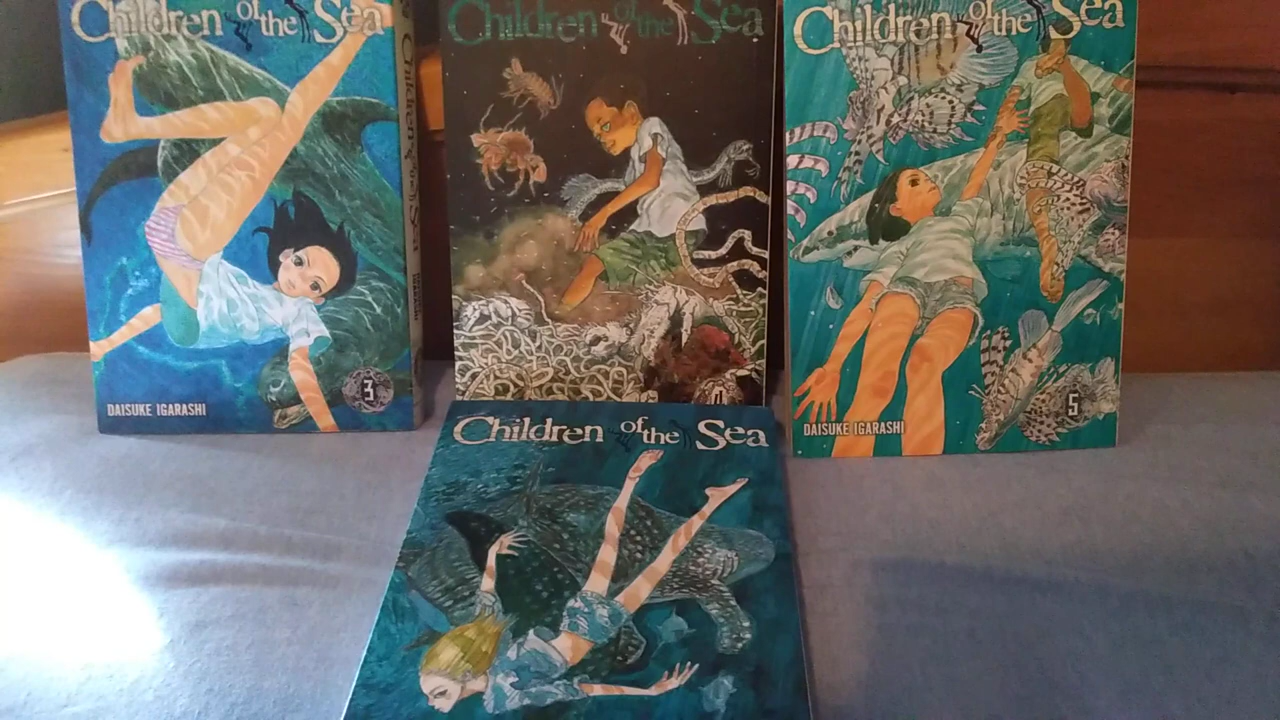 Children of the Sea
DAISUKE IGARASHI
3
Children of the Sea
Children of the Sea
4
Children of the Sea
DAISUKE IGARASHI
5
Children of the Sea